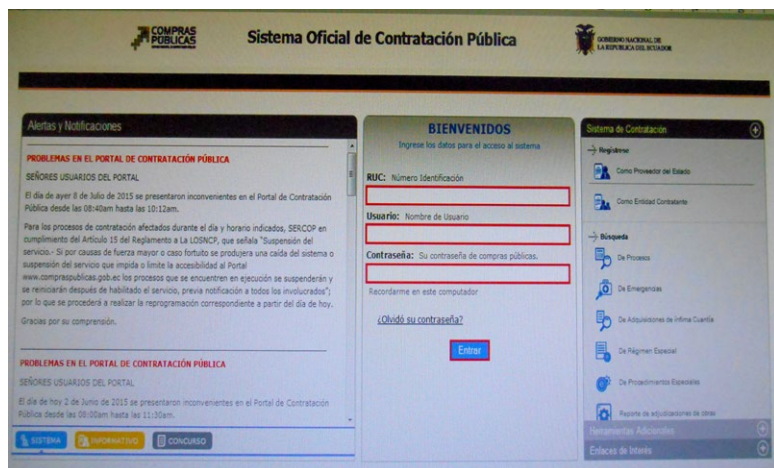 COMPRAS
PÚBLICAS
Sistema Oficial de Contratación Pública
GOBIERNO NACIONAL DE
LA REPUBLICA DEL ECUADOR
Alertas y Notificaciones
PROBLEMAS EN EL PORTAL DE CONTRATACIÓN PÚBLICA
SEÑORES USUARIOS DEL PORTAL
El día de ayer 8 de Julio de 2015 se presentaron inconvenientes en el Portal de Contratación
Pública desde las 08:40am hasta las 10:12am.
Para los procesos de contratación afectados durante el día y horario indicados, SERCOP en
cumplimiento del Artículo 15 del Reglamento a La LOSNCP, que señala "Suspensión del
servicio.- Si por causas de fuerza mayor o caso fortuito se produjera una caída del sistema o
suspensión del servicio que impida o limite la accesibilidad al Portal
www.compraspublicas.gob.ec los procesos que se encuentren en ejecución se suspenderán y
se reiniciarán después de habilitado el servicio, previa notificación a todos los involucrados";
por lo que se procederá a realizar la reprogramación correspondiente a partir del día de hoy.
Gracias por su comprensión.
PROBLEMAS EN EL PORTAL DE CONTRATACIÓN PÚBLICA
SEÑORES USUARIOS DEL PORTAL
El día de hoy 2 de Junio de 2015 se presentaron inconvenientes en el Portal de Contratación
Pública desde las 08:00am hasta las 11:30am.
SISTEMA
INFORMATIVO
CONCURSO
BIENVENIDOS
Ingrese los datos para el acceso al sistema
RUC: Número Identificación
Usuario: Nombre de Usuario
Contraseña: Su contraseña de compras públicas.
Recordarme en este computador
¿Olvidó su contraseña?
Entrar
Sistema de Contratación
Regístrese
Como Proveedor del Estado
Como Entidad Contratante
Búsqueda
De Procesos
De Emergencias
De Adquisiciones de Infima Cuantía
De Régimen Especial
De Procedimientos Especiales
Reporte de adjudicaciones de obras
Herramientas Adicionales
Enlaces de Interés